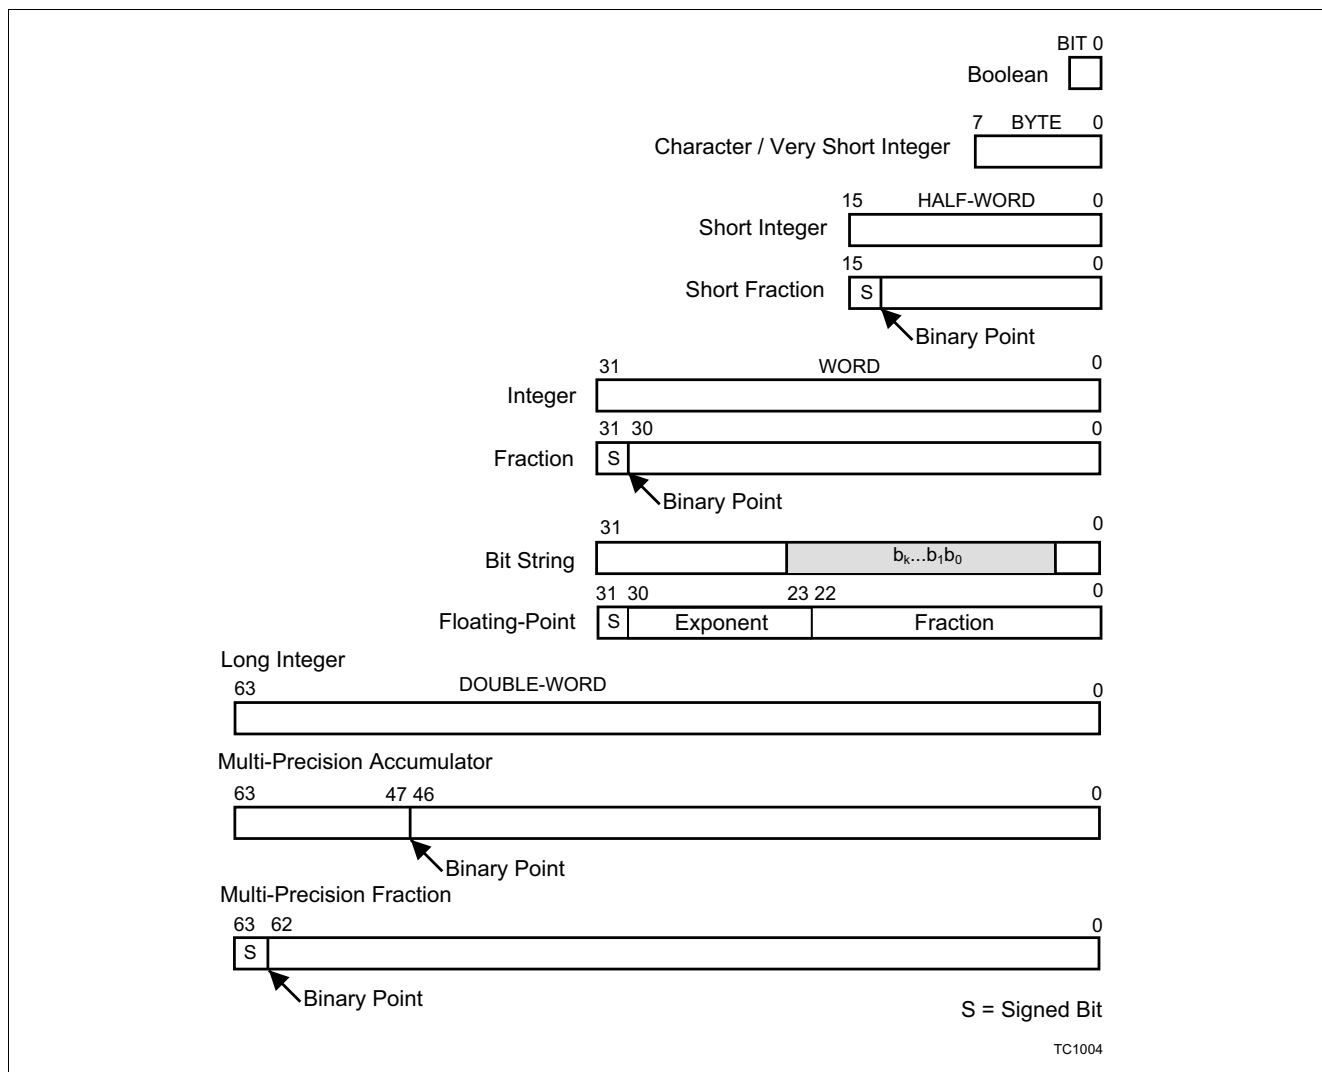 BIT 0
Boolean
7 BYTE 0
Character / Very Short Integer
15 HALF-WORD 0
Short Integer
15 0
Short Fraction S
Binary Point
31 WORD 0
Integer
31 30 0
Fraction S
Binary Point
31 0
Bit String bₖ...b₁b₀
31 30 23 22 0
Floating-Point S Exponent Fraction
Long Integer
63 DOUBLE-WORD 0
Multi-Precision Accumulator
63 47 46 0
Binary Point
Multi-Precision Fraction
63 62 0
S
Binary Point
S = Signed Bit
TC1004